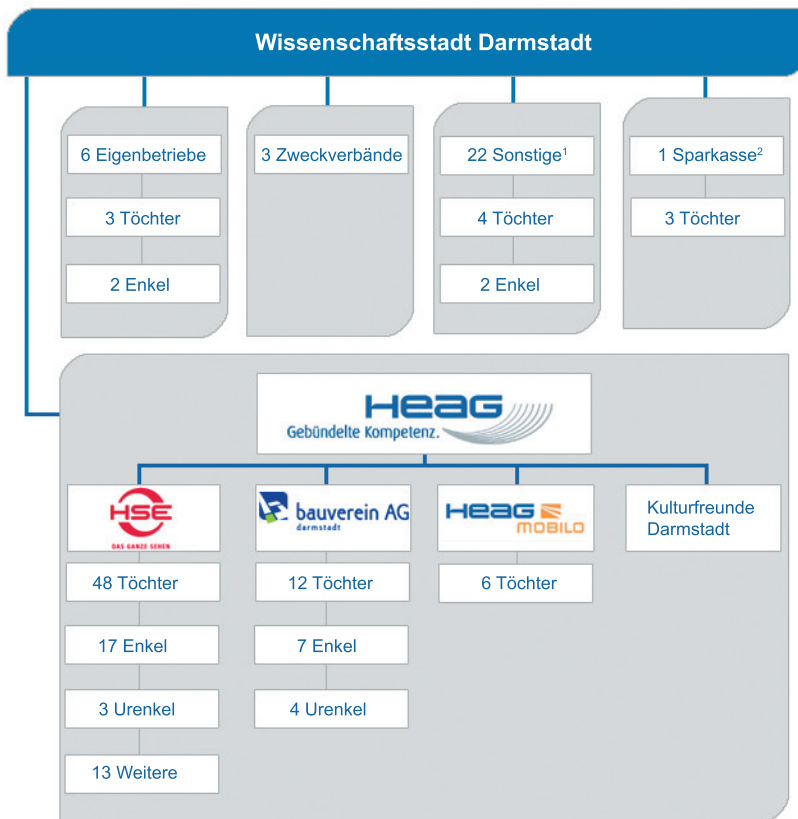 Wissenschaftsstadt Darmstadt
6 Eigenbetriebe
3 Töchter
2 Enkel
3 Zweckverbände
22 Sonstige¹
4 Töchter
2 Enkel
1 Sparkasse²
3 Töchter
HEAG
Gebündelte Kompetenz.
HSE
DAS GANZE SEHEN
48 Töchter
17 Enkel
3 Urenkel
13 Weitere
bauverein AG
darmstadt
12 Töchter
7 Enkel
4 Urenkel
HEAG
MOBILO
6 Töchter
Kulturfreunde
Darmstadt